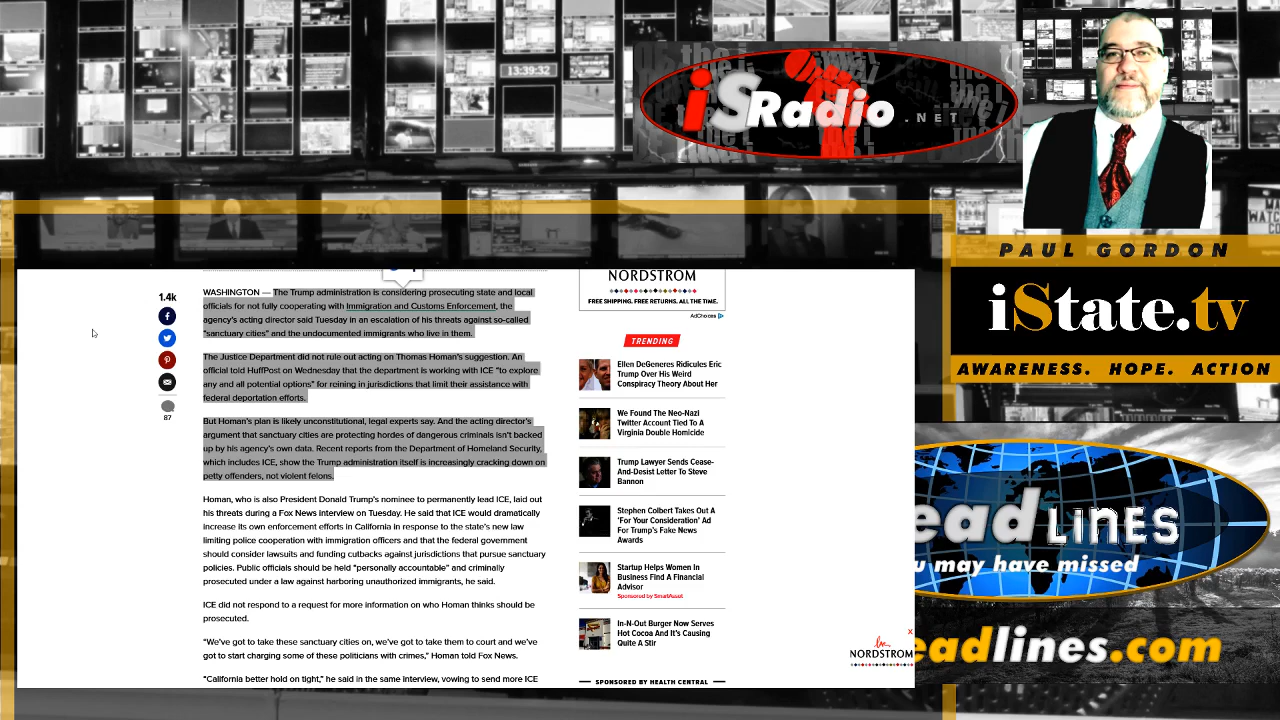 13:39:32
iSRadio
.NET
PAUL GORDON
iState.tv
AWARENESS. HOPE. ACTION
ead LINES
u may have missed
eadlines.com
1.4k
87
WASHINGTON — The Trump administration is considering prosecuting state and local
officials for not fully cooperating with Immigration and Customs Enforcement, the
agency's acting director said Tuesday in an escalation of his threats against so-called
"sanctuary cities" and the undocumented immigrants who live in them.
The Justice Department did not rule out acting on Thomas Homan's suggestion. An
official told HuffPost on Wednesday that the department is working with ICE "to explore
any and all potential options" for reining in jurisdictions that limit their assistance with
federal deportation efforts.
But Homan's plan is likely unconstitutional, legal experts say. And the acting director's
argument that sanctuary cities are protecting hordes of dangerous criminals isn't backed
up by his agency's own data. Recent reports from the Department of Homeland Security,
which includes ICE, show the Trump administration itself is increasingly cracking down on
petty offenders, not violent felons.
Homan, who is also President Donald Trump's nominee to permanently lead ICE, laid out
his threats during a Fox News interview on Tuesday. He said that ICE would dramatically
increase its own enforcement efforts in California in response to the state's new law
limiting police cooperation with immigration officers and that the federal government
should consider lawsuits and funding cutbacks against jurisdictions that pursue sanctuary
policies. Public officials should be held "personally accountable" and criminally
prosecuted under a law against harboring unauthorized immigrants, he said.
ICE did not respond to a request for more information on who Homan thinks should be
prosecuted.
"We've got to take these sanctuary cities on, we've got to take them to court and we've
got to start charging some of these politicians with crimes," Homan told Fox News.
"California better hold on tight," he said in the same interview, vowing to send more ICE
NORDSTROM
FREE SHIPPING. FREE RETURNS. ALL THE TIME.
AdChoices
TRENDING
Ellen DeGeneres Ridicules Eric
Trump Over His Weird
Conspiracy Theory About Her
We Found The Neo-Nazi
Twitter Account Tied To A
Virginia Double Homicide
Trump Lawyer Sends Cease-
And-Desist Letter To Steve
Bannon
Stephen Colbert Takes Out A
'For Your Consideration' Ad
For Trump's Fake News
Awards
Startup Helps Women In
Business Find A Financial
Advisor
Sponsored by SmartAsset
In-N-Out Burger Now Serves
Hot Cocoa And It's Causing
Quite A Stir
SPONSORED BY HEALTH CENTRAL
X
NORDSTROM